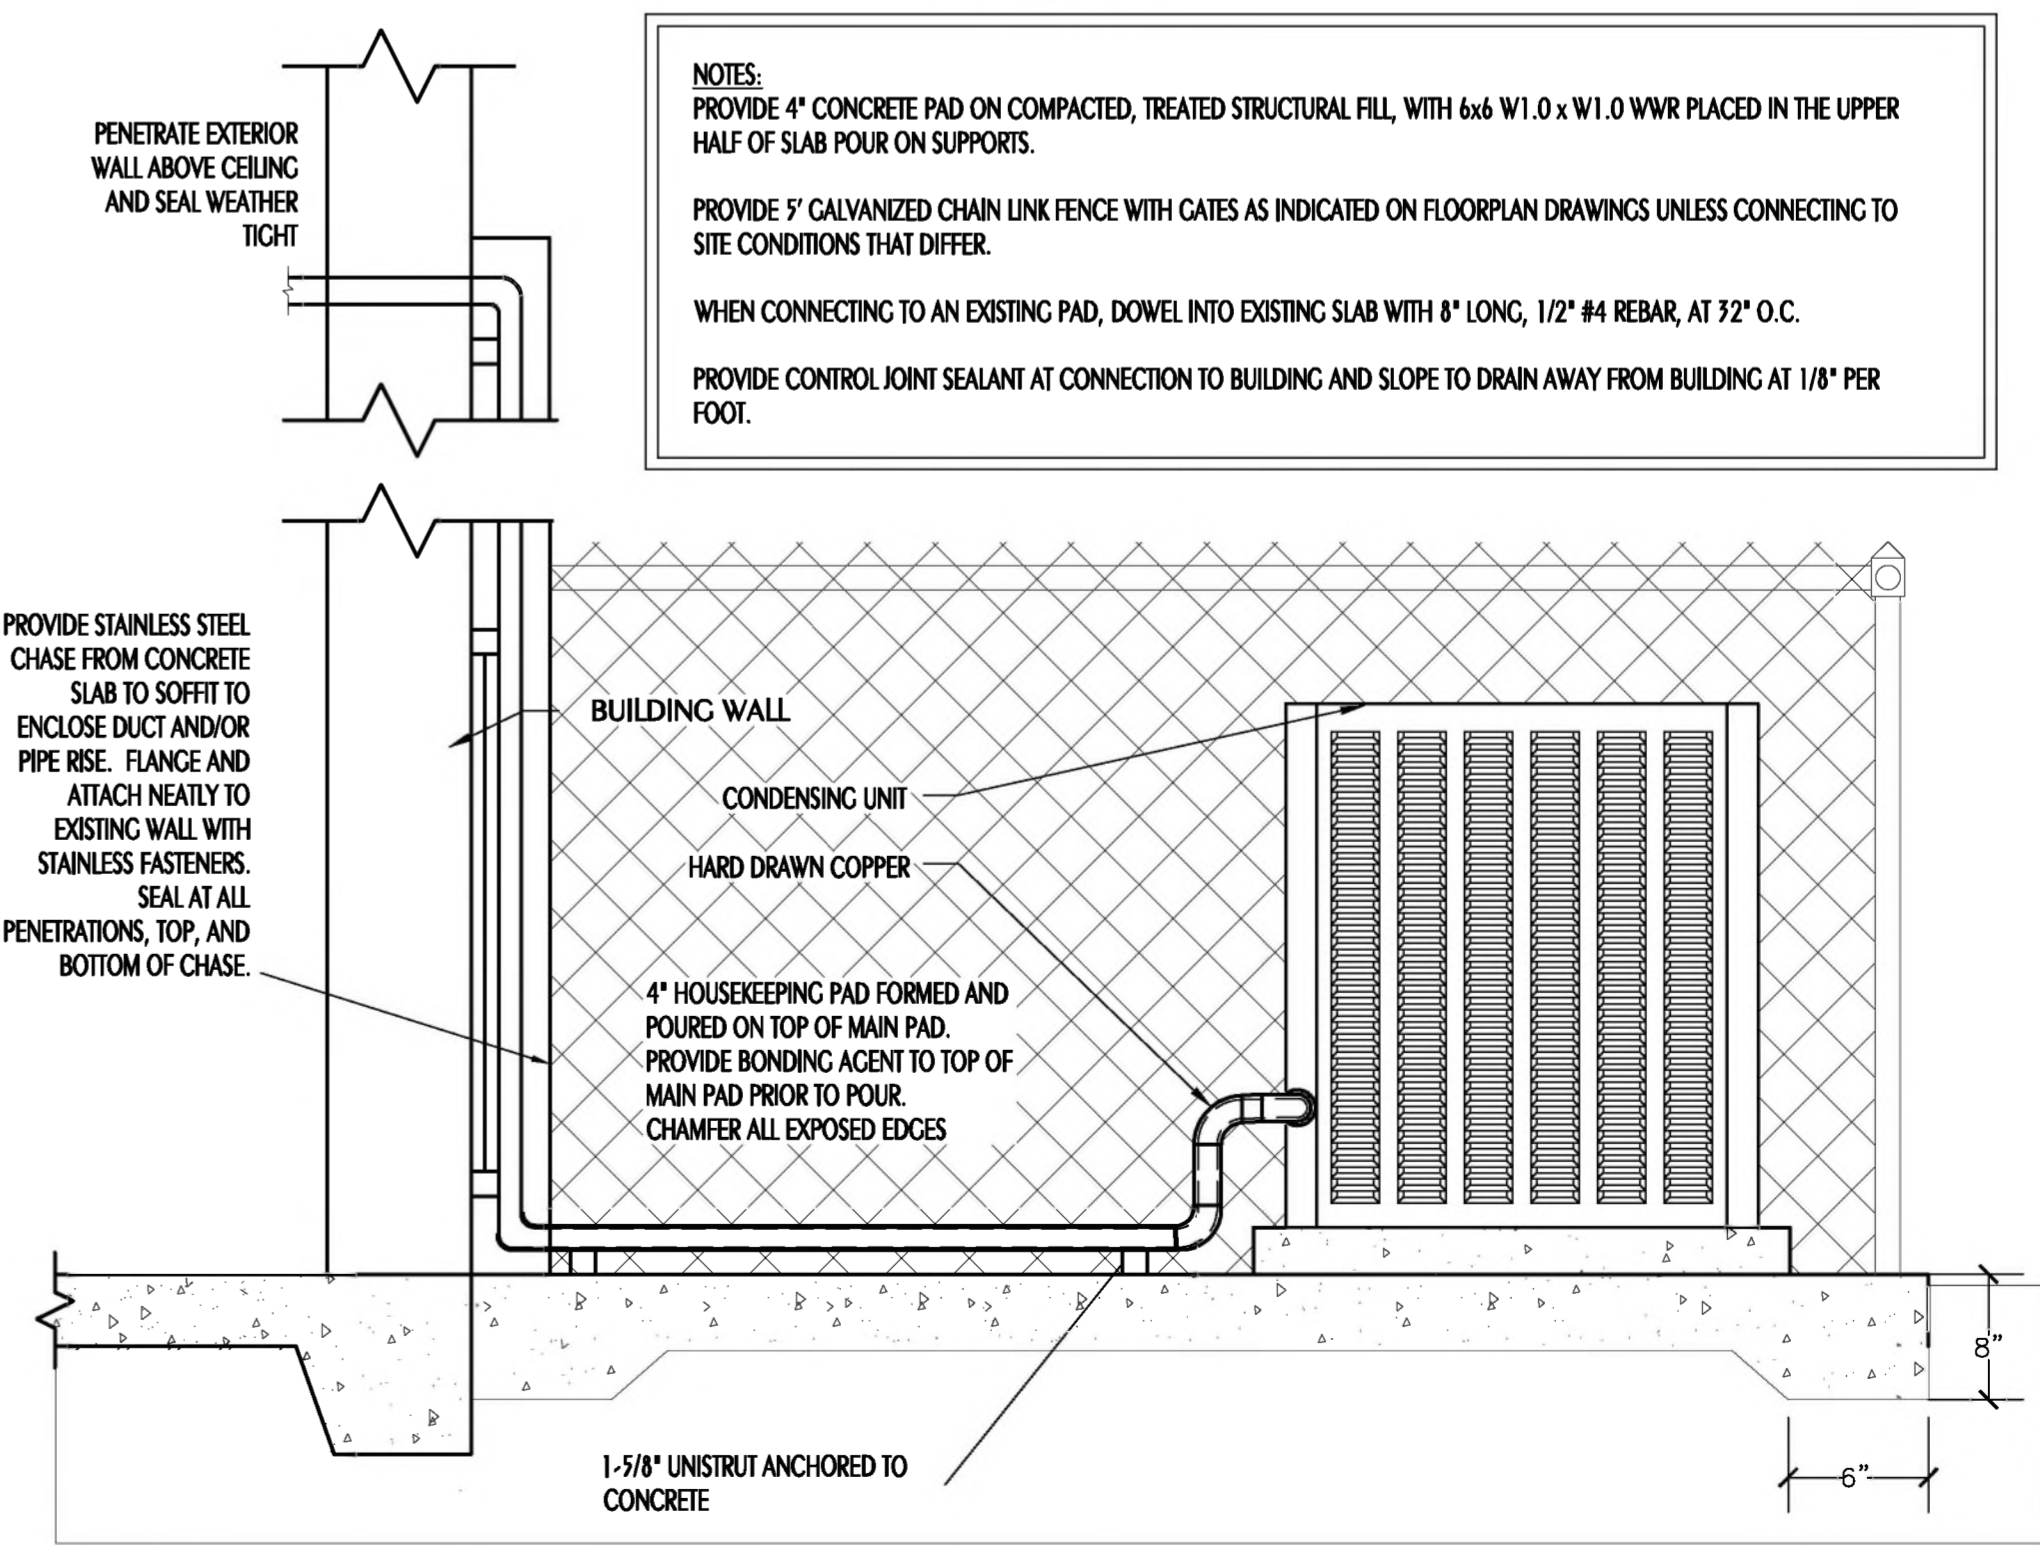 NOTES:
PROVIDE 4" CONCRETE PAD ON COMPACTED, TREATED STRUCTURAL FILL, WITH 6x6 W1.0 x W1.0 WWR PLACED IN THE UPPER
HALF OF SLAB POUR ON SUPPORTS.
PROVIDE 5' GALVANIZED CHAIN LINK FENCE WITH GATES AS INDICATED ON FLOORPLAN DRAWINGS UNLESS CONNECTING TO
SITE CONDITIONS THAT DIFFER.
WHEN CONNECTING TO AN EXISTING PAD, DOWEL INTO EXISTING SLAB WITH 8" LONG, 1/2" #4 REBAR, AT 32" O.C.
PROVIDE CONTROL JOINT SEALANT AT CONNECTION TO BUILDING AND SLOPE TO DRAIN AWAY FROM BUILDING AT 1/8" PER
FOOT.
PENETRATE EXTERIOR
WALL ABOVE CEILING
AND SEAL WEATHER
TIGHT
PROVIDE STAINLESS STEEL
CHASE FROM CONCRETE
SLAB TO SOFFIT TO
ENCLOSE DUCT AND/OR
PIPE RISE. FLANGE AND
ATTACH NEATLY TO
EXISTING WALL WITH
STAINLESS FASTENERS.
SEAL AT ALL
PENETRATIONS, TOP, AND
BOTTOM OF CHASE.
BUILDING WALL
CONDENSING UNIT
HARD DRAWN COPPER
4" HOUSEKEEPING PAD FORMED AND
POURED ON TOP OF MAIN PAD.
PROVIDE BONDING AGENT TO TOP OF
MAIN PAD PRIOR TO POUR.
CHAMFER ALL EXPOSED EDGES
8"
6"
1-5/8" UNISTRUT ANCHORED TO
CONCRETE